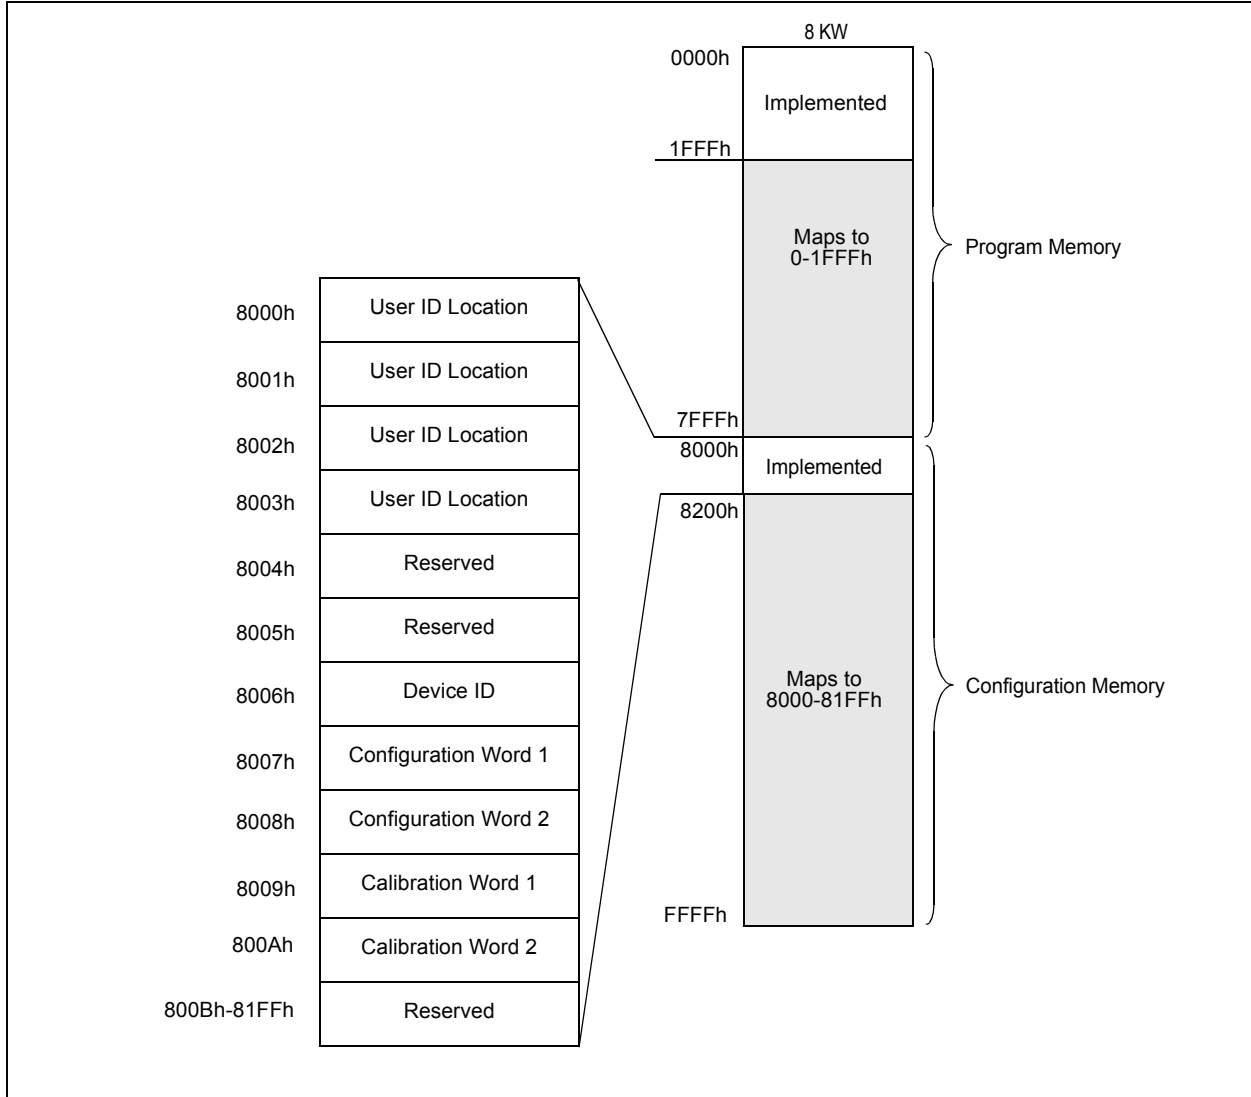 8 KW
0000h
Implemented
1FFFh
Maps to
0-1FFFh
Program Memory
7FFFh
8000h
Implemented
8200h
Maps to
8000-81FFh
Configuration Memory
FFFFh
8000h
User ID Location
8001h
User ID Location
8002h
User ID Location
8003h
User ID Location
8004h
Reserved
8005h
Reserved
8006h
Device ID
8007h
Configuration Word 1
8008h
Configuration Word 2
8009h
Calibration Word 1
800Ah
Calibration Word 2
800Bh-81FFh
Reserved